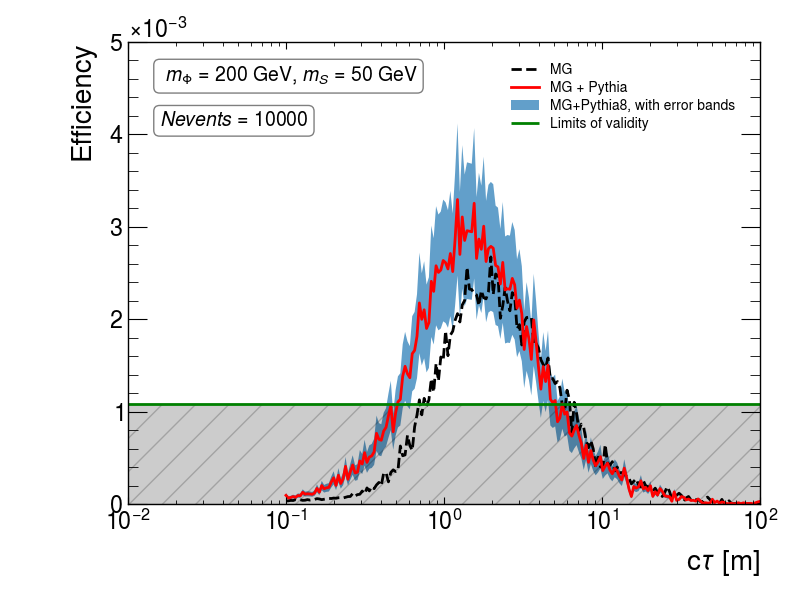 ×10⁻³
Efficiency
5
4
3
2
1
0
m_Φ = 200 GeV, m_S = 50 GeV
Nevents = 10000
MG
MG + Pythia
MG+Pythia8, with error bands
Limits of validity
10⁻² 10⁻¹ 10⁰ 10¹ 10²
cτ [m]